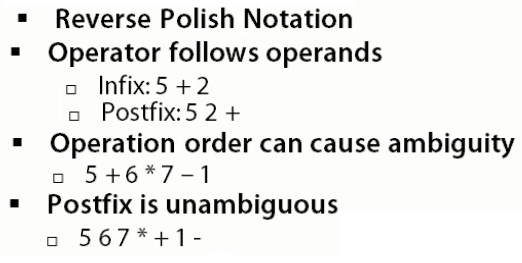 ▪ Reverse Polish Notation
▪ Operator follows operands
□ Infix: 5 + 2
□ Postfix: 5 2 +
▪ Operation order can cause ambiguity
□ 5 + 6 * 7 – 1
▪ Postfix is unambiguous
□ 5 6 7 * + 1 -